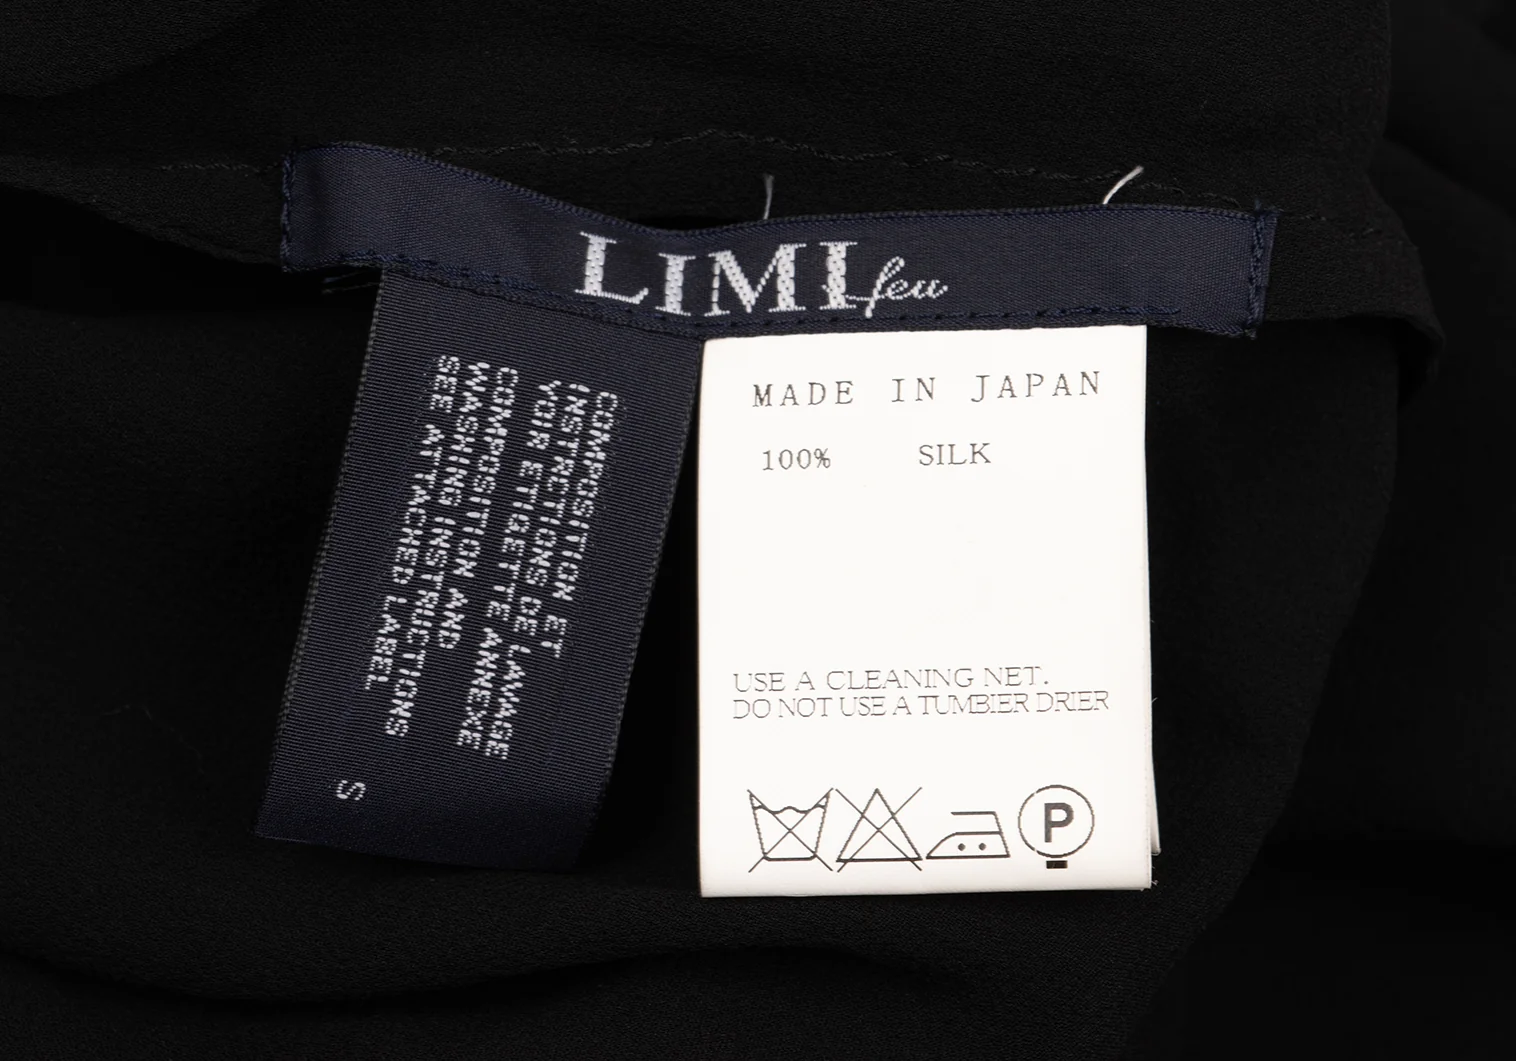 LIMI feu
COMPOSITION ET
INSTRUCTIONS DE LAVAGE
VOIR ETIQETTE ANNEXE
COMPOSITION AND
WASHING INSTRUCTIONS
SEE ATTACHED LABEL
S
MADE IN JAPAN
100% SILK
USE A CLEANING NET.
DO NOT USE A TUMBIER DRIER
P